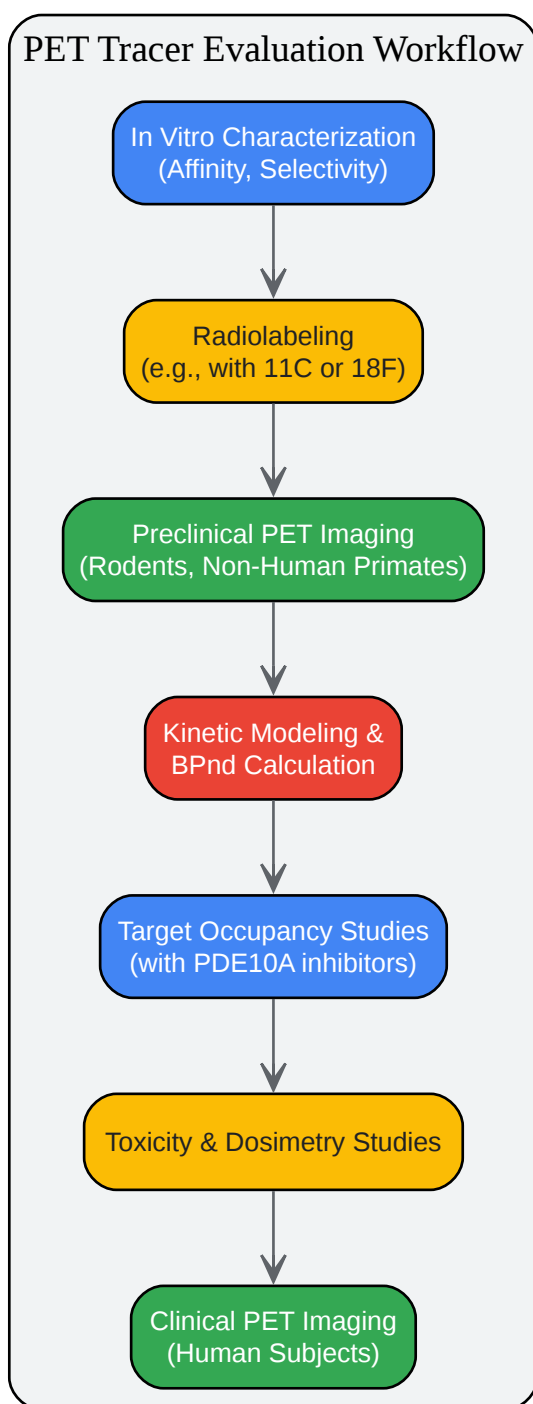 PET Tracer Evaluation Workflow
In Vitro Characterization
(Affinity, Selectivity)
Radiolabeling
(e.g., with 11C or 18F)
Preclinical PET Imaging
(Rodents, Non-Human Primates)
Kinetic Modeling &
BPnd Calculation
Target Occupancy Studies
(with PDE10A inhibitors)
Toxicity & Dosimetry Studies
Clinical PET Imaging
(Human Subjects)